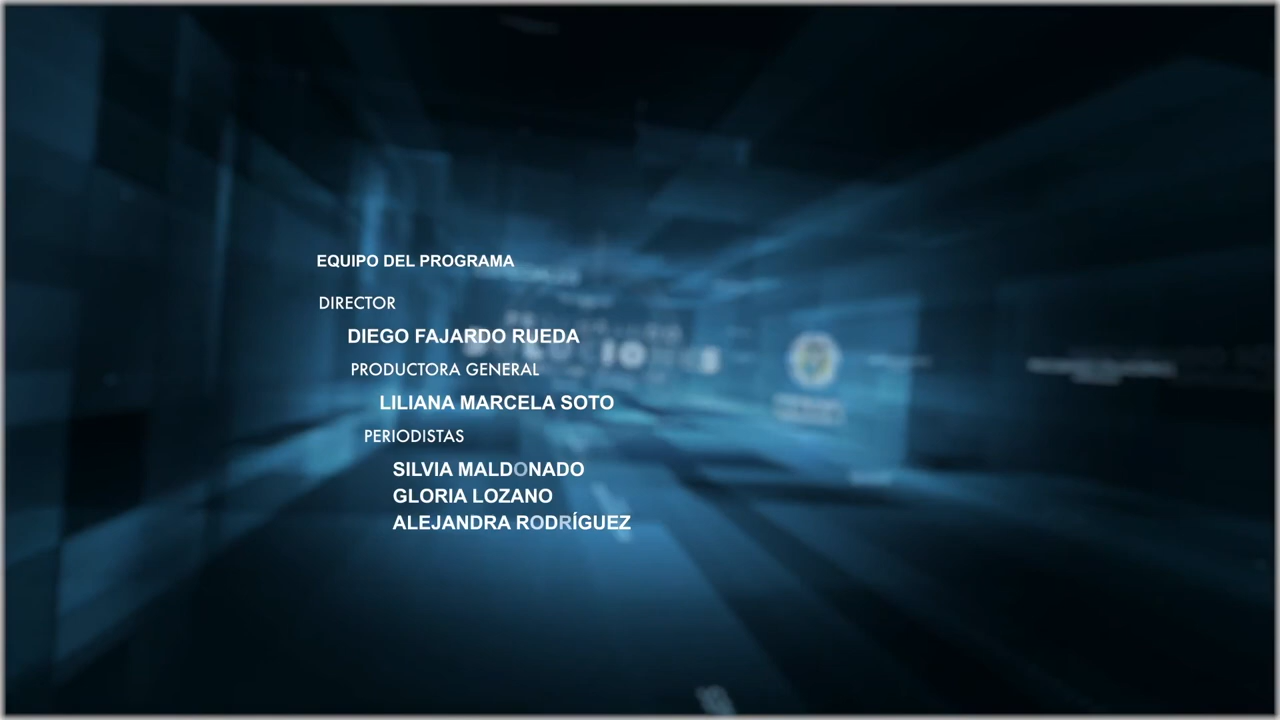 EQUIPO DEL PROGRAMA
DIRECTOR
DIEGO FAJARDO RUEDA
PRODUCTORA GENERAL
LILIANA MARCELA SOTO
PERIODISTAS
SILVIA MALDONADO
GLORIA LOZANO
ALEJANDRA RODRÍGUEZ